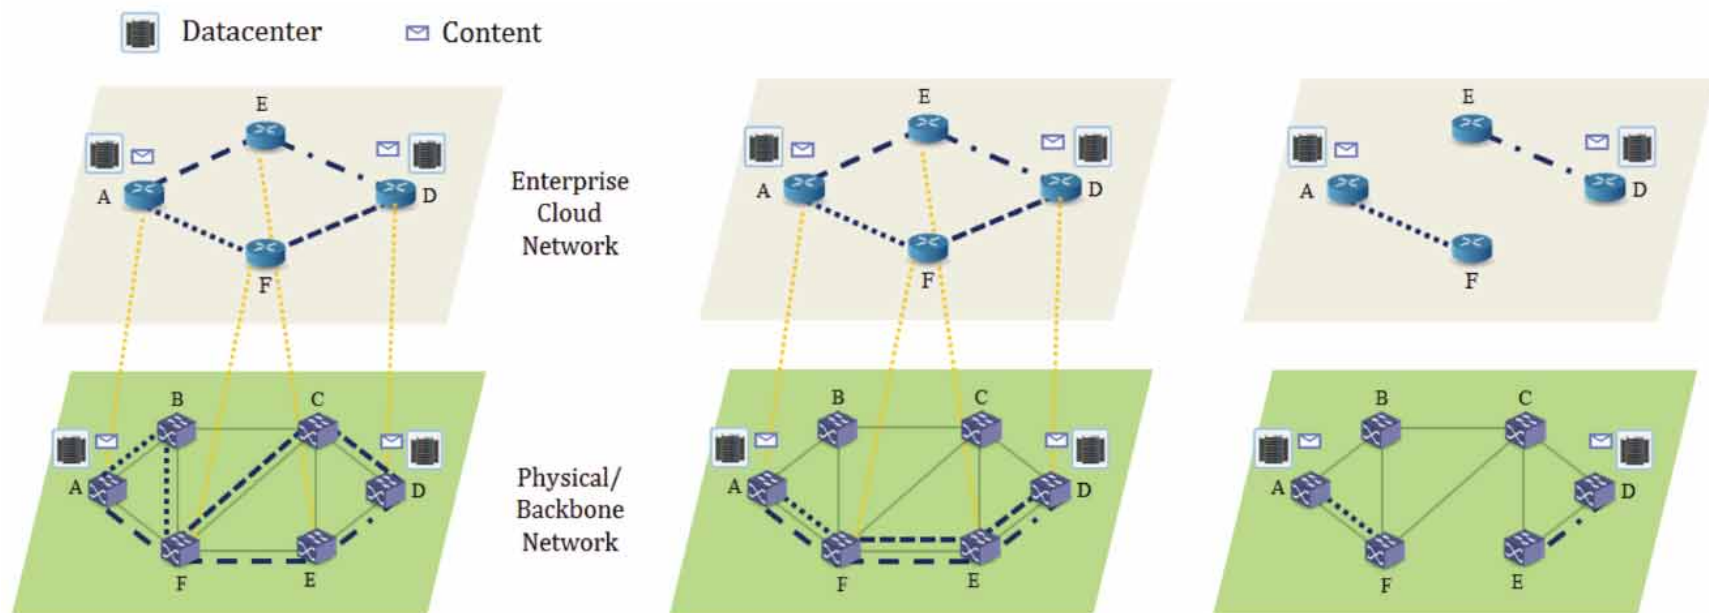 Datacenter
Content
E
A
D
F
Enterprise
Cloud
Network
E
A
D
F
E
A
D
F
B
C
A
D
F
E
Physical/
Backbone
Network
B
C
A
D
F
E
B
C
A
D
F
E